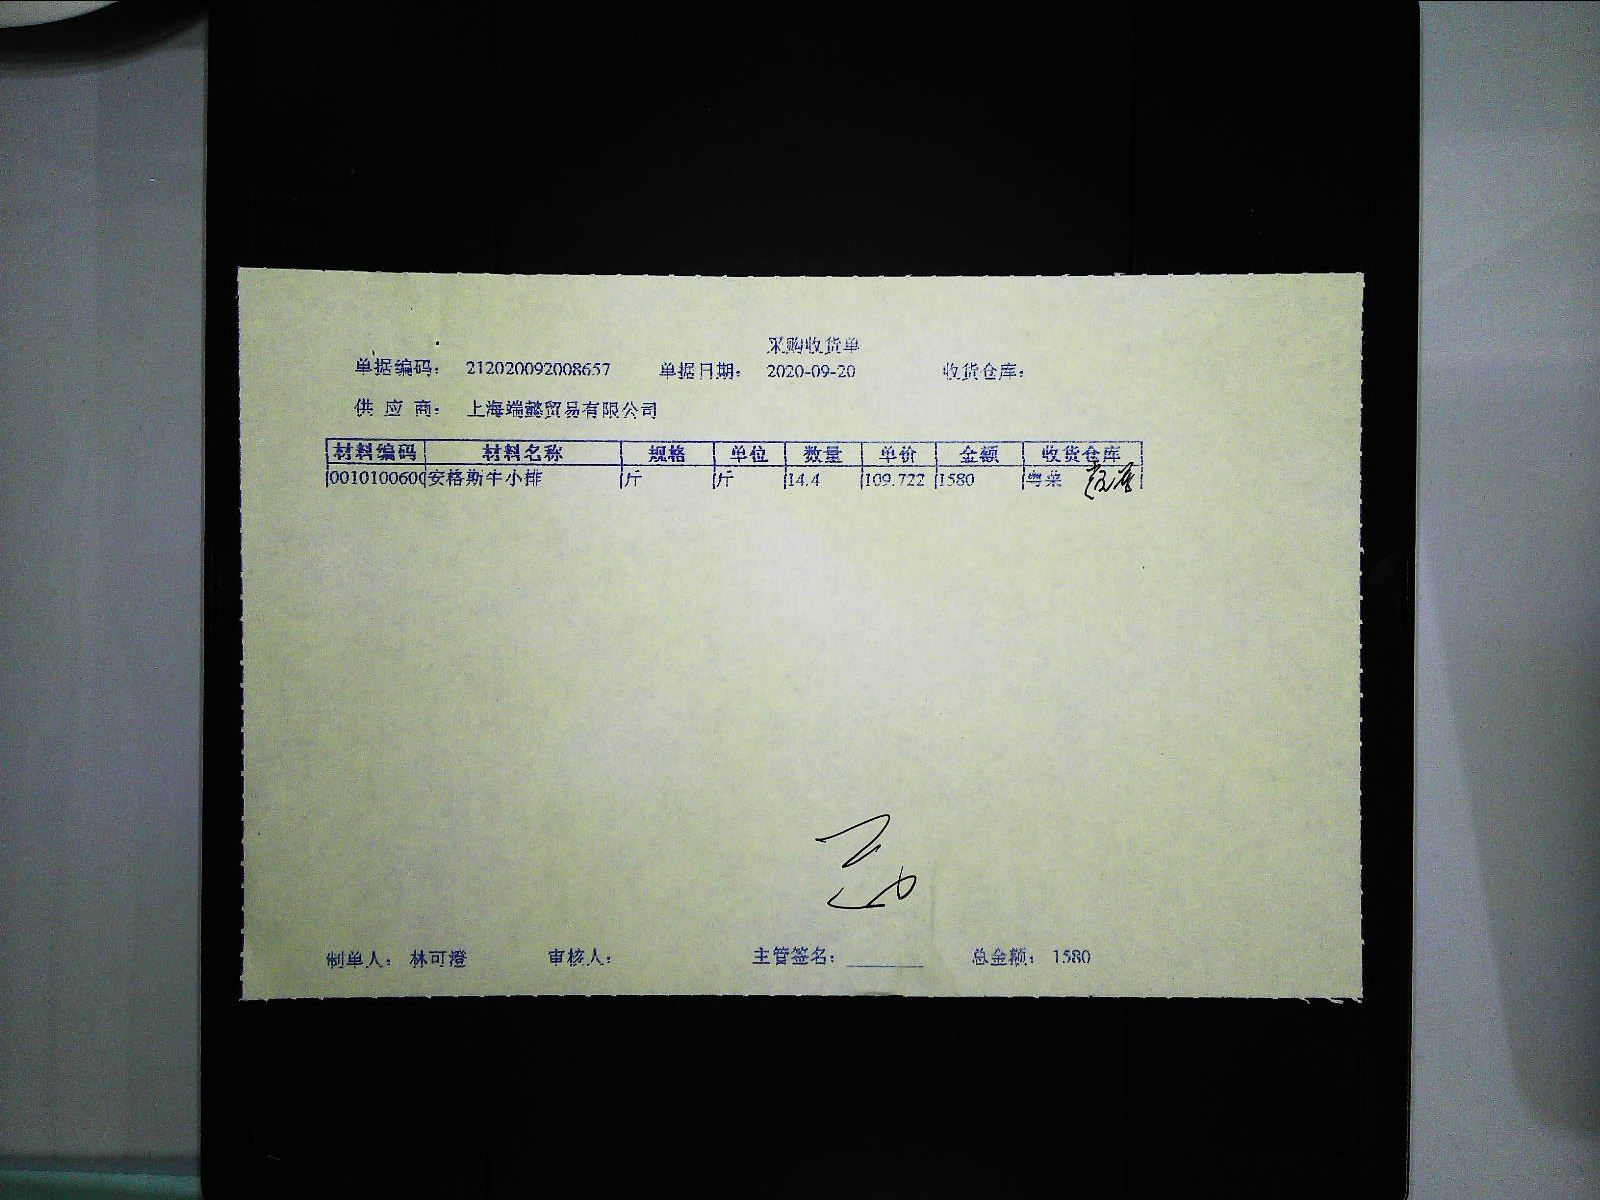 采购收货单
单据编码： 212020092008657 单据日期： 2020-09-20 收货仓库：
供 应 商： 上海端懿贸易有限公司
材料编码 材料名称 规格 单位 数量 单价 金额 收货仓库
0010100600 安格斯牛小排 斤 斤 14.4 109.722 1580 粤菜
制单人： 林可澄 审核人： 主管签名： 总金额： 1580